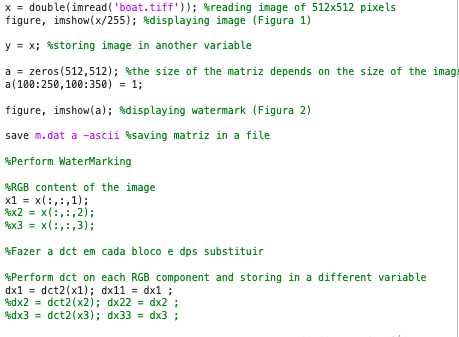 x = double(imread('boat.tiff')); %reading image of 512x512 pixels
figure, imshow(x/255); %displaying image (Figura 1)
y = x; %storing image in another variable
a = zeros(512,512); %the size of the matriz depends on the size of the imag
a(100:250,100:350) = 1;
figure, imshow(a); %displaying watermark (Figura 2)
save m.dat a -ascii %saving matriz in a file
%Perform WaterMarking
%RGB content of the image
x1 = x(:,:,1);
%x2 = x(:,:,2);
%x3 = x(:,:,3);
%Fazer a dct em cada bloco e dps substituir
%Perform dct on each RGB component and storing in a different variable
dx1 = dct2(x1); dx11 = dx1 ;
%dx2 = dct2(x2); dx22 = dx2 ;
%dx3 = dct2(x3); dx33 = dx3 ;